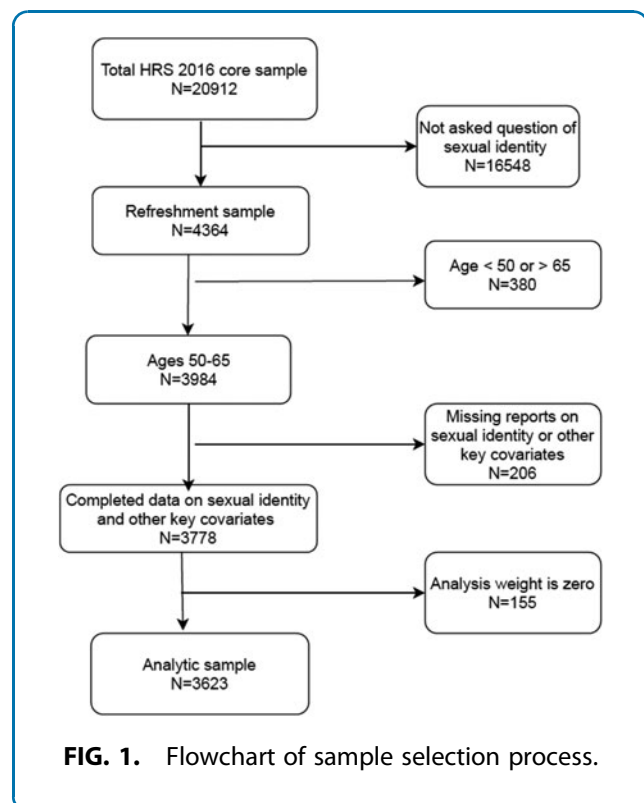 Total HRS 2016 core sample
N=20912
Not asked question of
sexual identity
N=16548
Refreshment sample
N=4364
Age < 50 or > 65
N=380
Ages 50-65
N=3984
Missing reports on
sexual identity or other
key covariates
N=206
Completed data on sexual identity
and other key covariates
N=3778
Analysis weight is zero
N=155
Analytic sample
N=3623
FIG. 1. Flowchart of sample selection process.